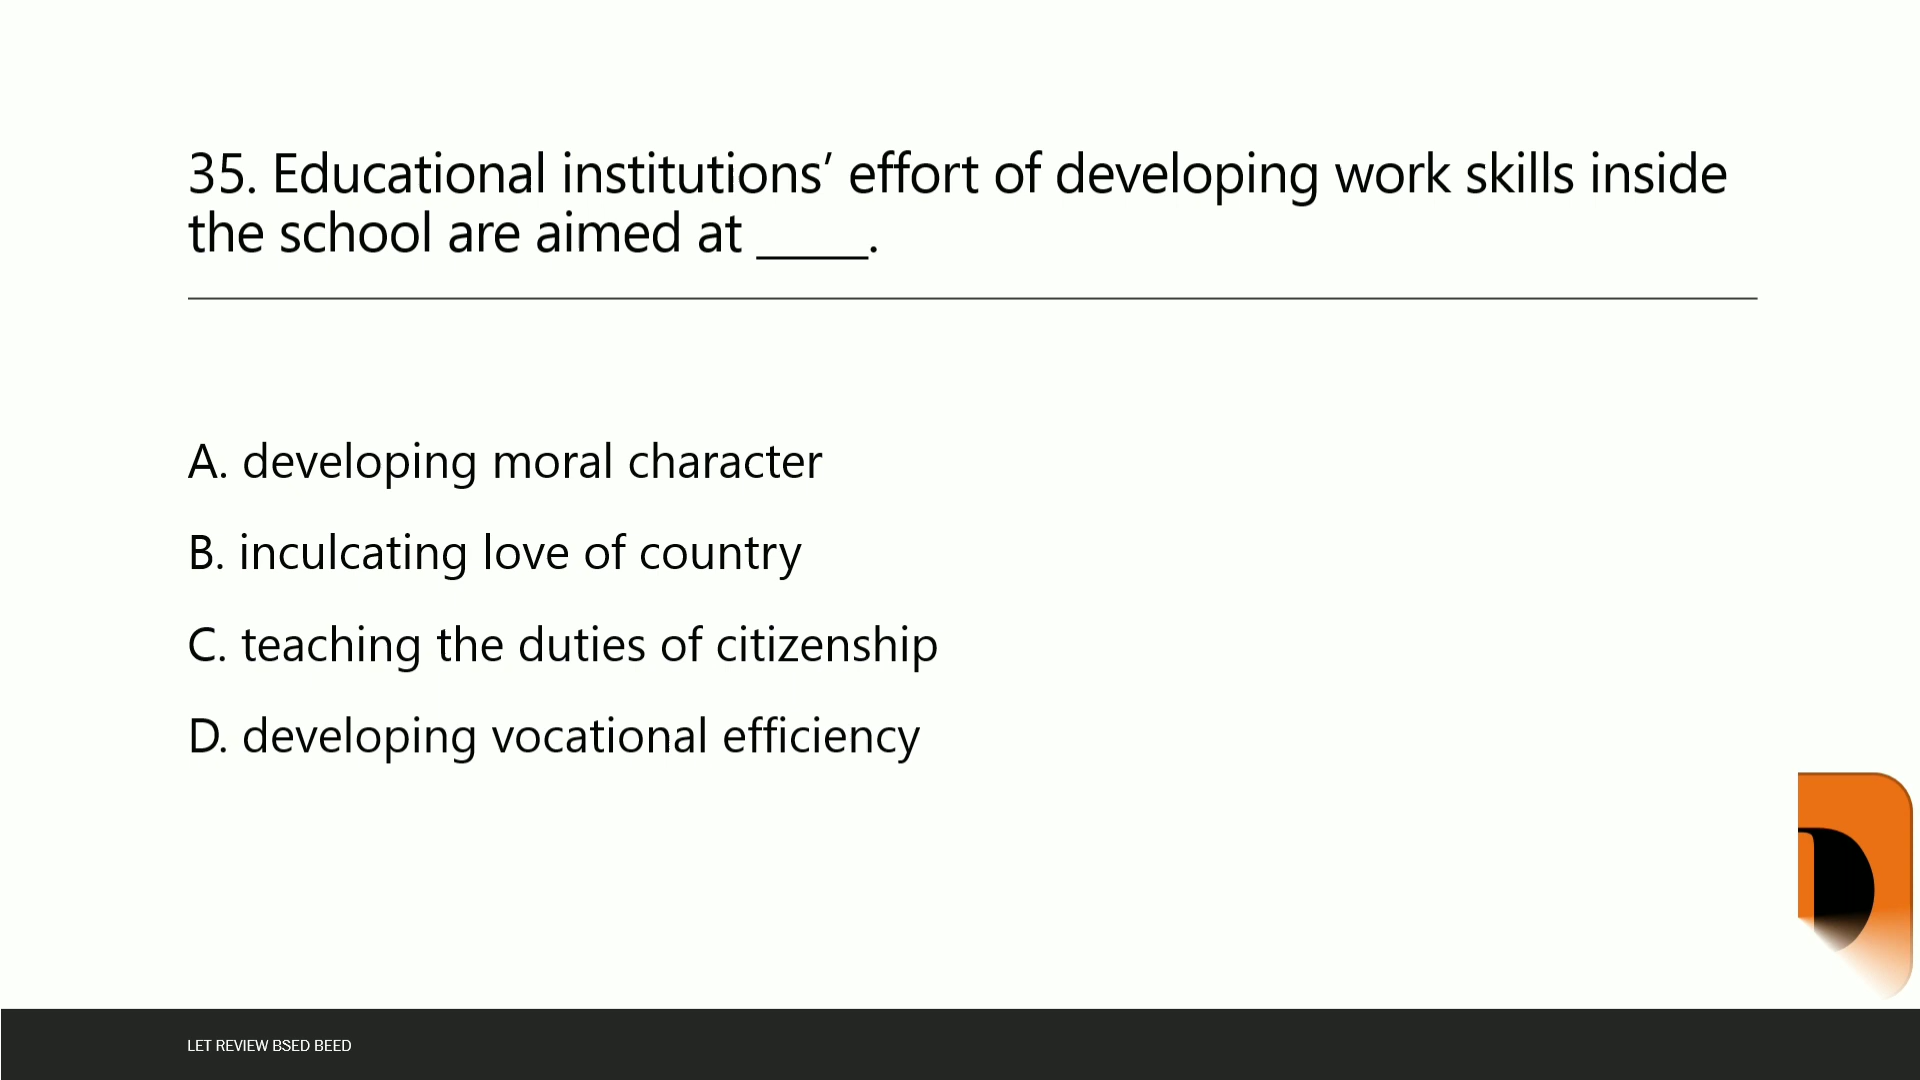 35. Educational institutions’ effort of developing work skills inside
the school are aimed at _____.
A. developing moral character
B. inculcating love of country
C. teaching the duties of citizenship
D. developing vocational efficiency
D
LET REVIEW BSED BEED